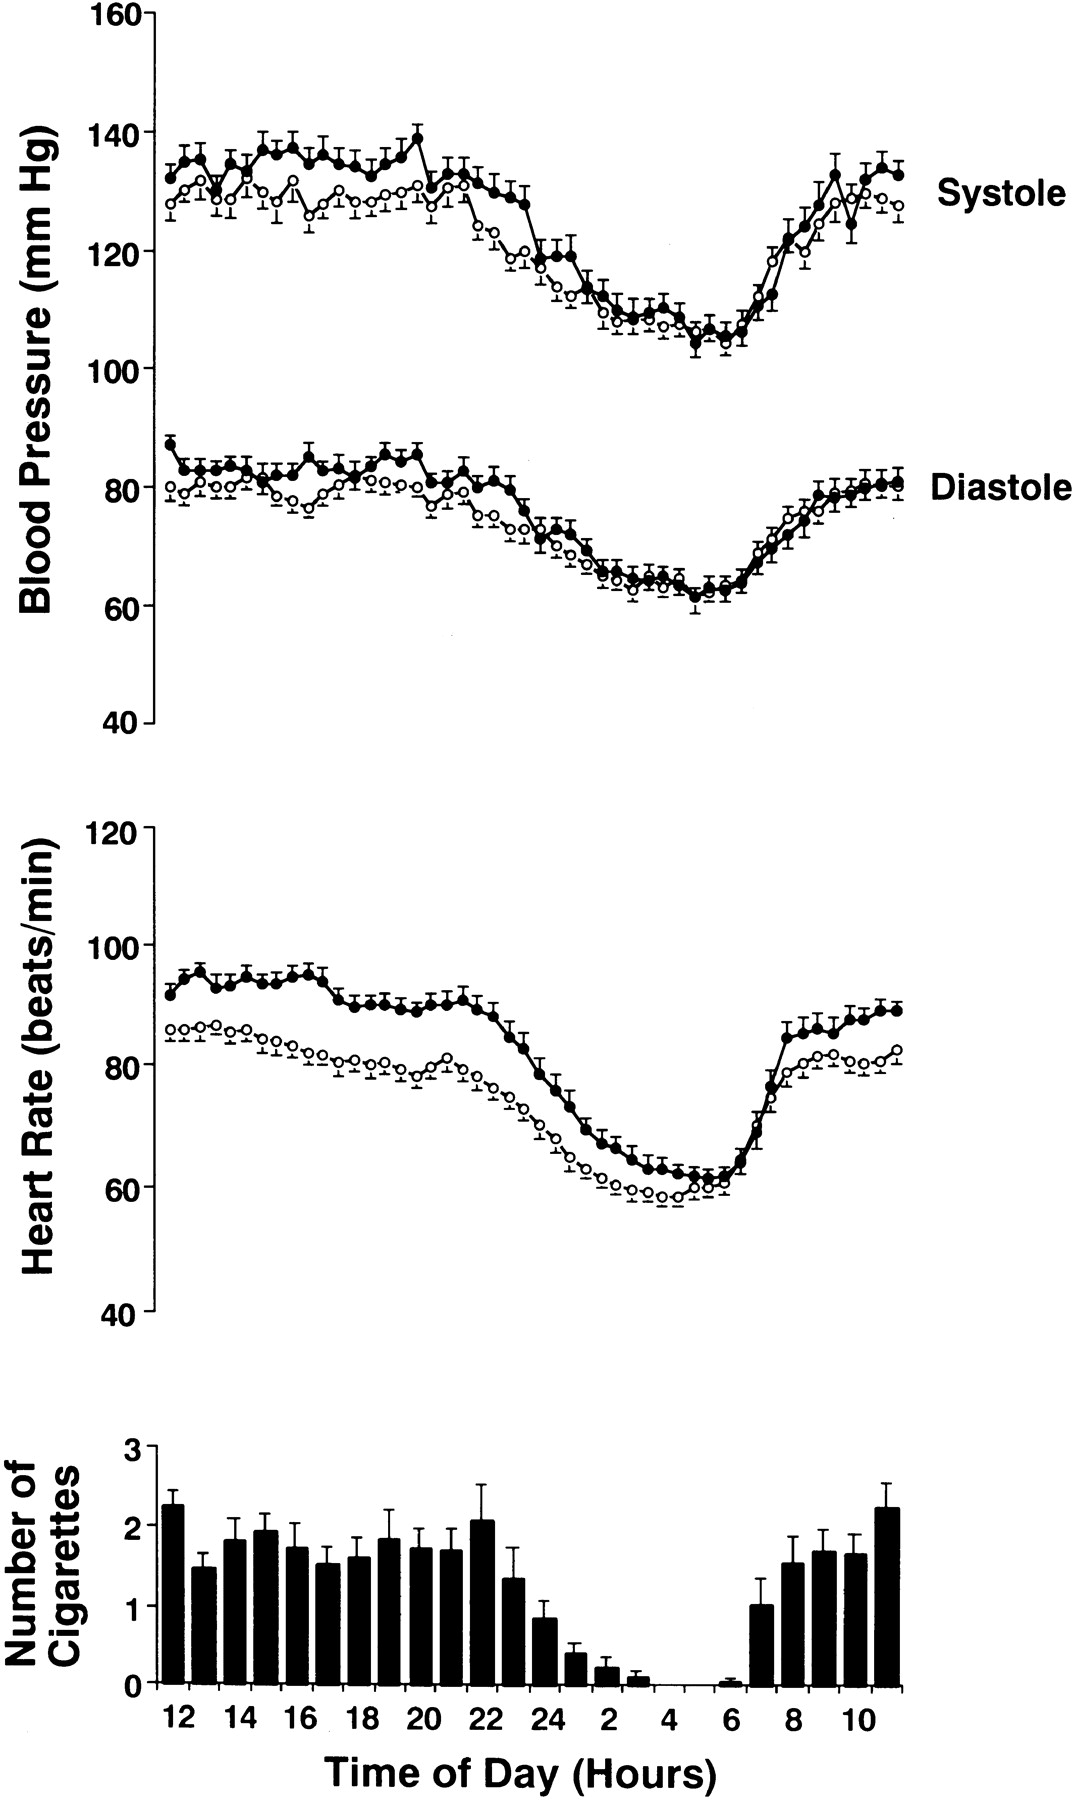 160
140
120
100
80
60
40
Blood Pressure (mm Hg)
Systole
Diastole
120
100
80
60
40
Heart Rate (beats/min)
3
2
1
0
Number of
Cigarettes
12 14 16 18 20 22 24 2 4 6 8 10
Time of Day (Hours)